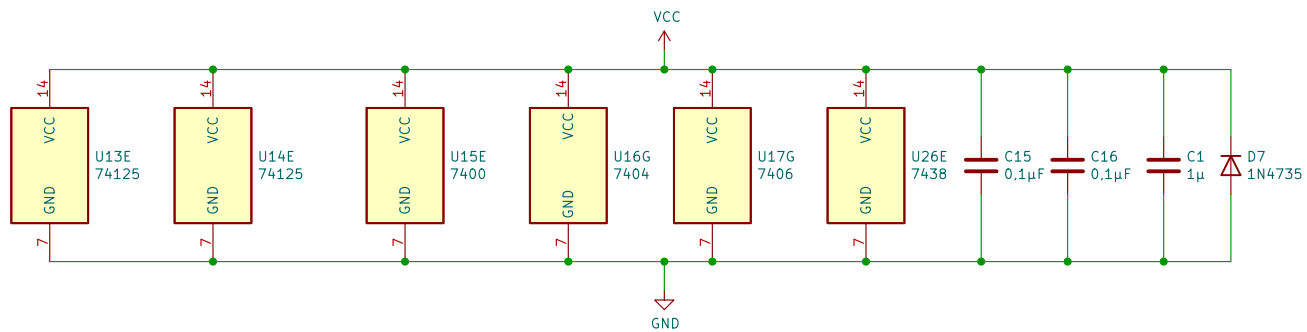 VCC
14
VCC
GND
7
U13E
74125
14
VCC
GND
7
U14E
74125
14
VCC
GND
7
U15E
7400
14
VCC
GND
7
U16G
7404
14
VCC
GND
7
U17G
7406
14
VCC
GND
7
U26E
7438
C15
0,1µF
C16
0,1µF
C1
1µ
D7
1N4735
GND